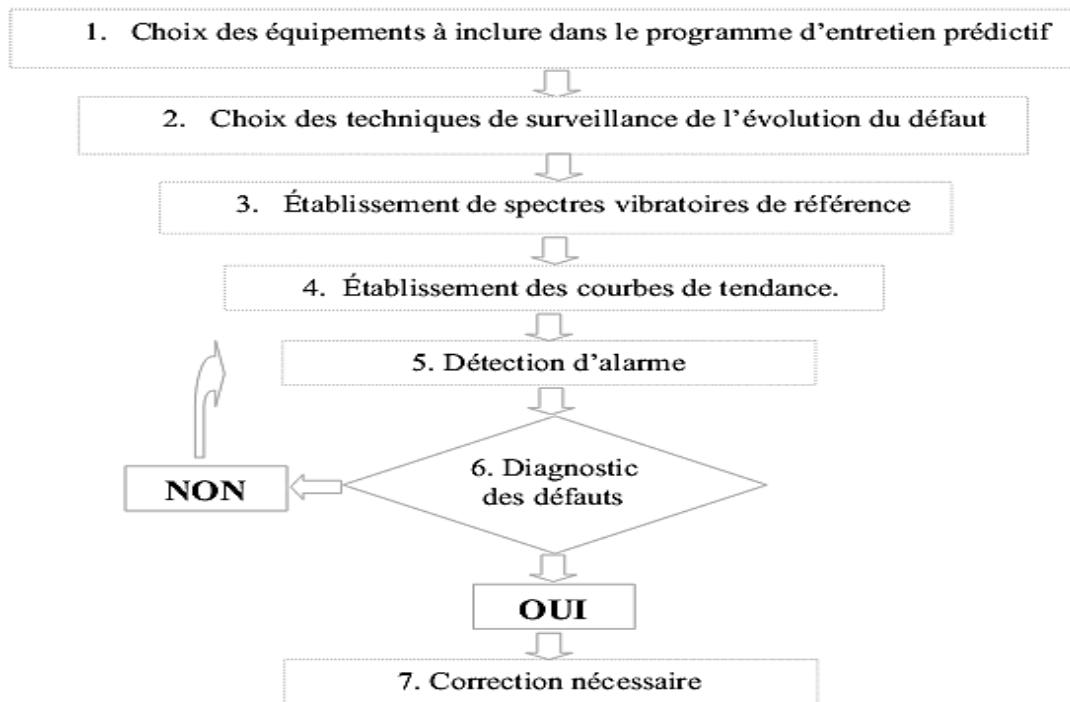 1. Choix des équipements à inclure dans le programme d'entretien prédictif
2. Choix des techniques de surveillance de l'évolution du défaut
3. Établissement de spectres vibratoires de référence
4. Établissement des courbes de tendance.
5. Détection d'alarme
6. Diagnostic
des défauts
NON
OUI
7. Correction nécessaire